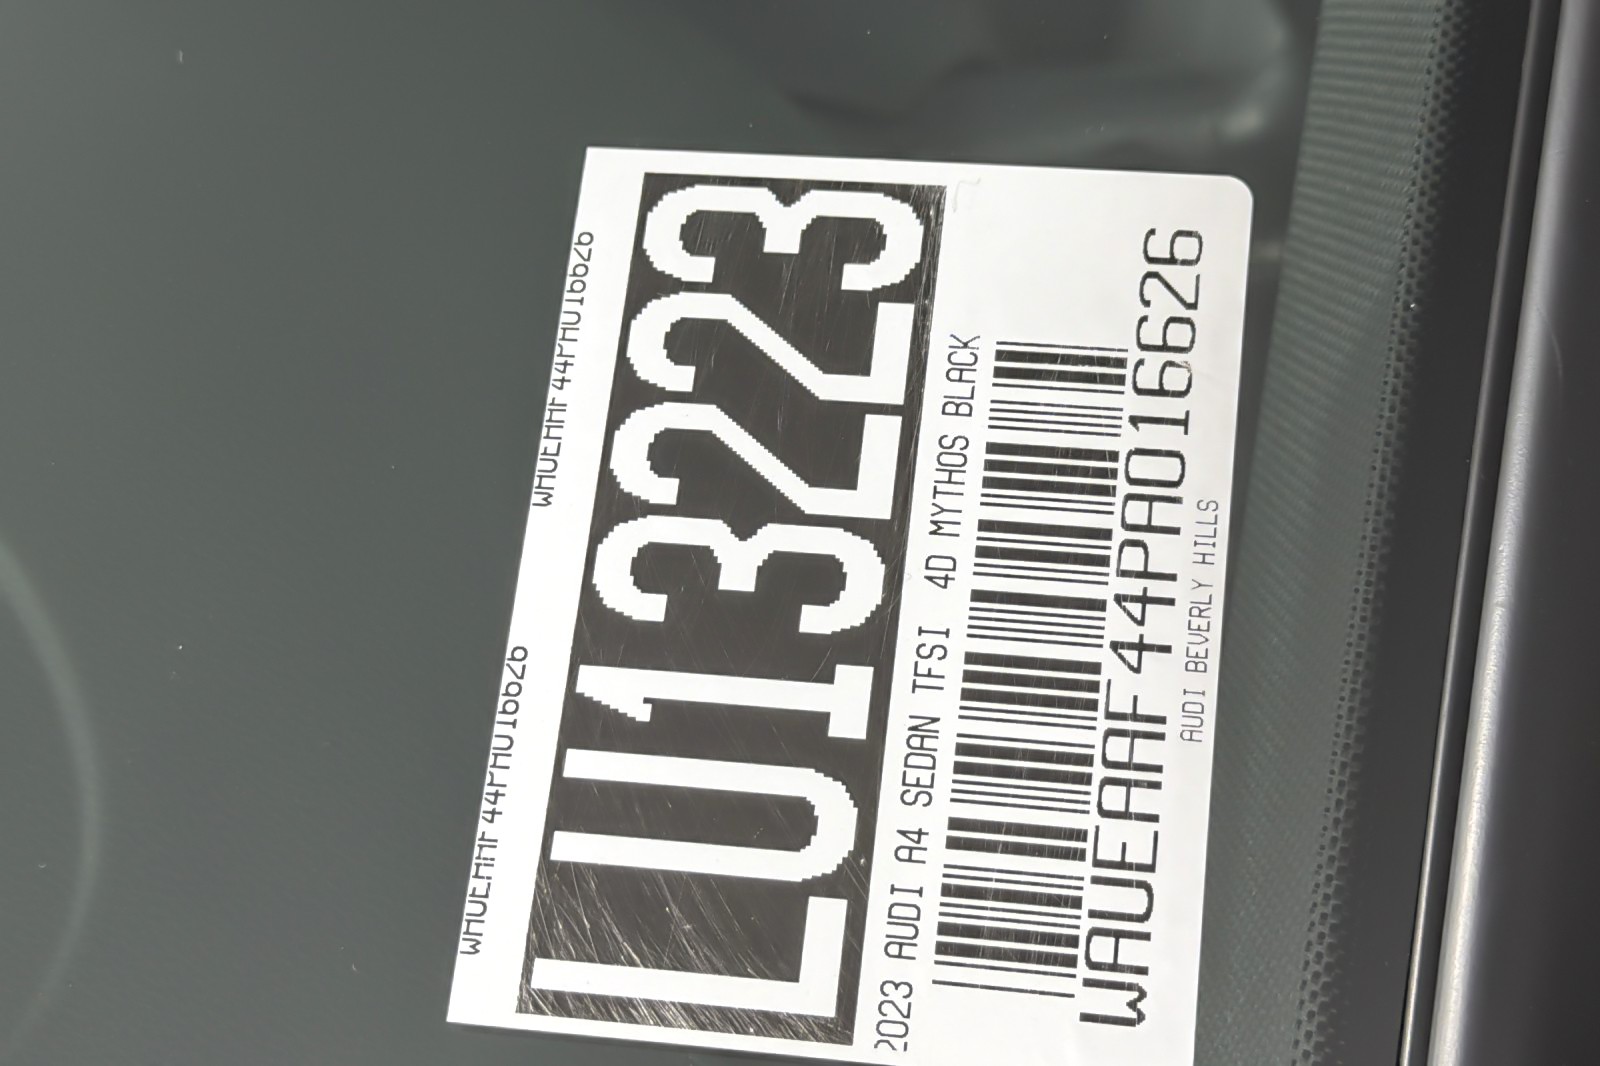 WAUEAAF44PA016626 WAUEAAF44PA016626
LU13223
2023 AUDI A4 SEDAN TFSI 4D MYTHOS BLACK
WAUEAAF44PA016626
AUDI BEVERLY HILLS